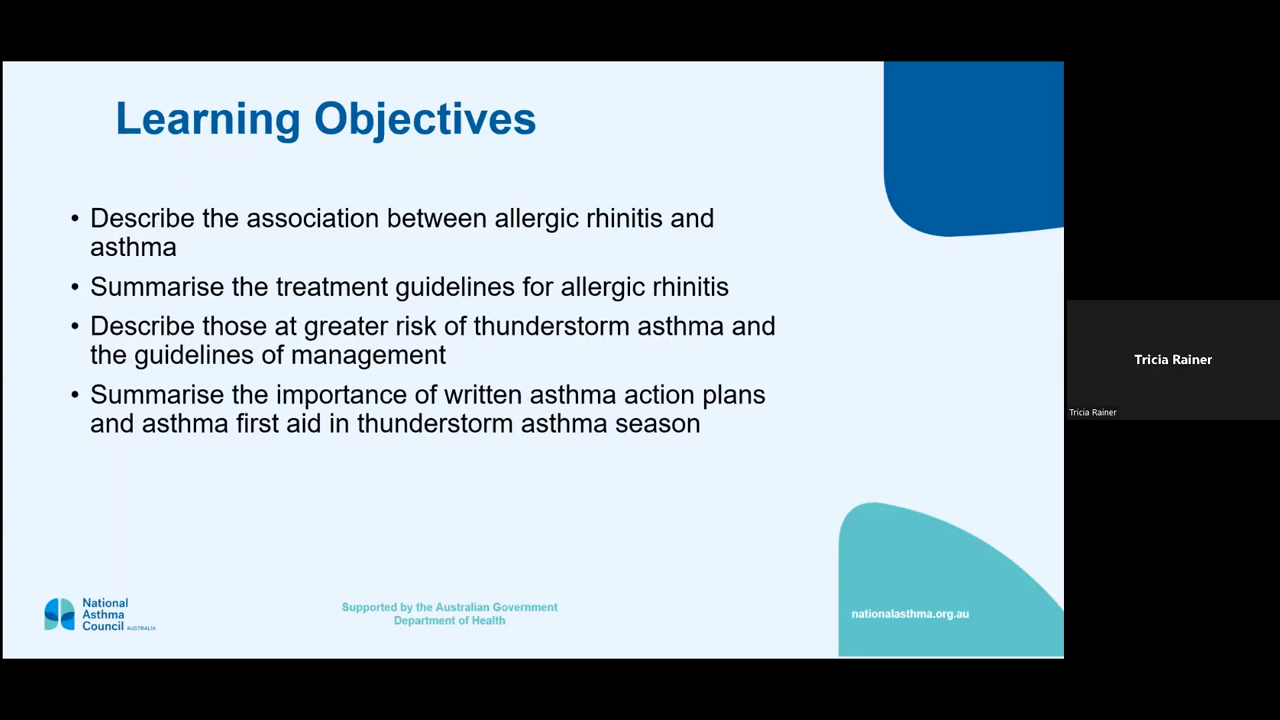 Learning Objectives
• Describe the association between allergic rhinitis and
asthma
• Summarise the treatment guidelines for allergic rhinitis
• Describe those at greater risk of thunderstorm asthma and
the guidelines of management
• Summarise the importance of written asthma action plans
and asthma first aid in thunderstorm asthma season
National
Asthma
Council AUSTRALIA
Supported by the Australian Government
Department of Health
nationalasthma.org.au
Tricia Rainer
Tricia Rainer